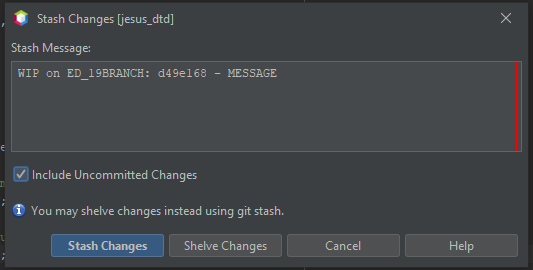 Stash Changes [jesus_dtd]
Stash Message:
WIP on ED_19BRANCH: d49e168 - MESSAGE
Include Uncommitted Changes
You may shelve changes instead using git stash.
Stash Changes
Shelve Changes
Cancel
Help